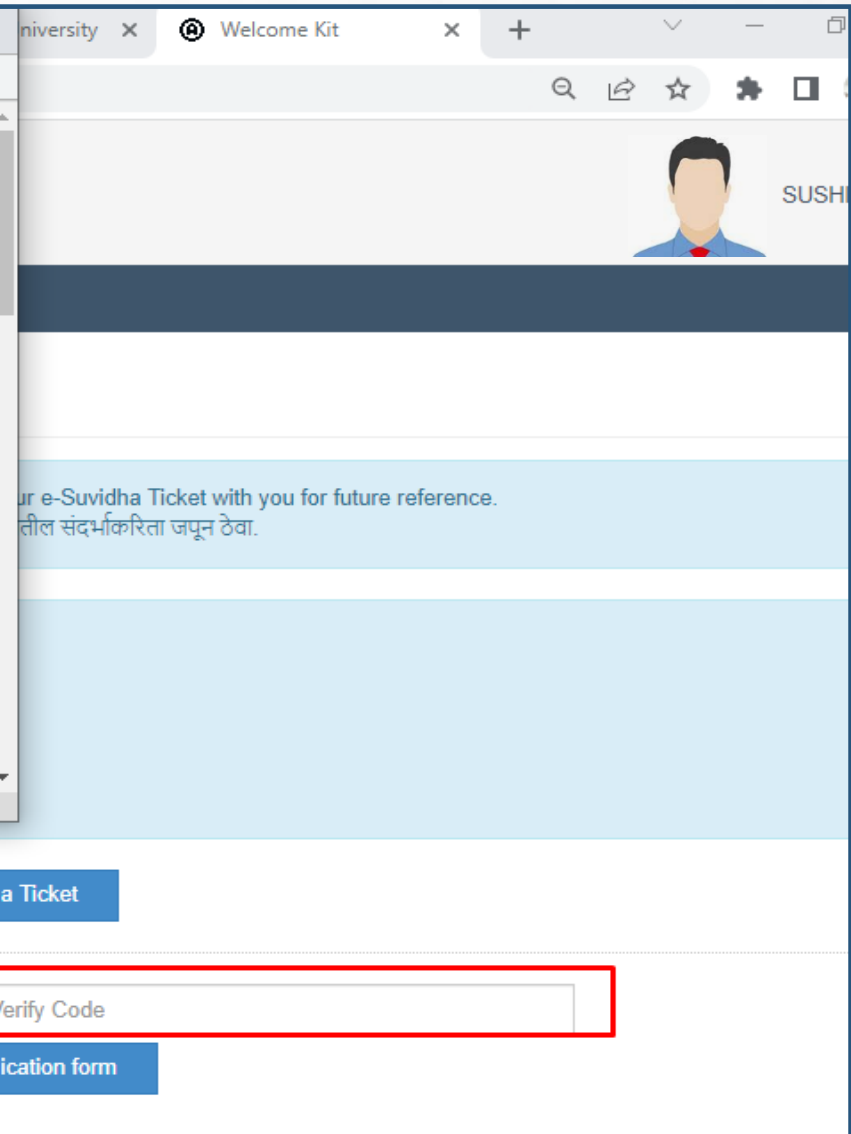 niversity
Welcome Kit
SUSHI
ur e-Suvidha Ticket with you for future reference.
तील संदर्भाकरिता जपून ठेवा.
a Ticket
Verify Code
ication form